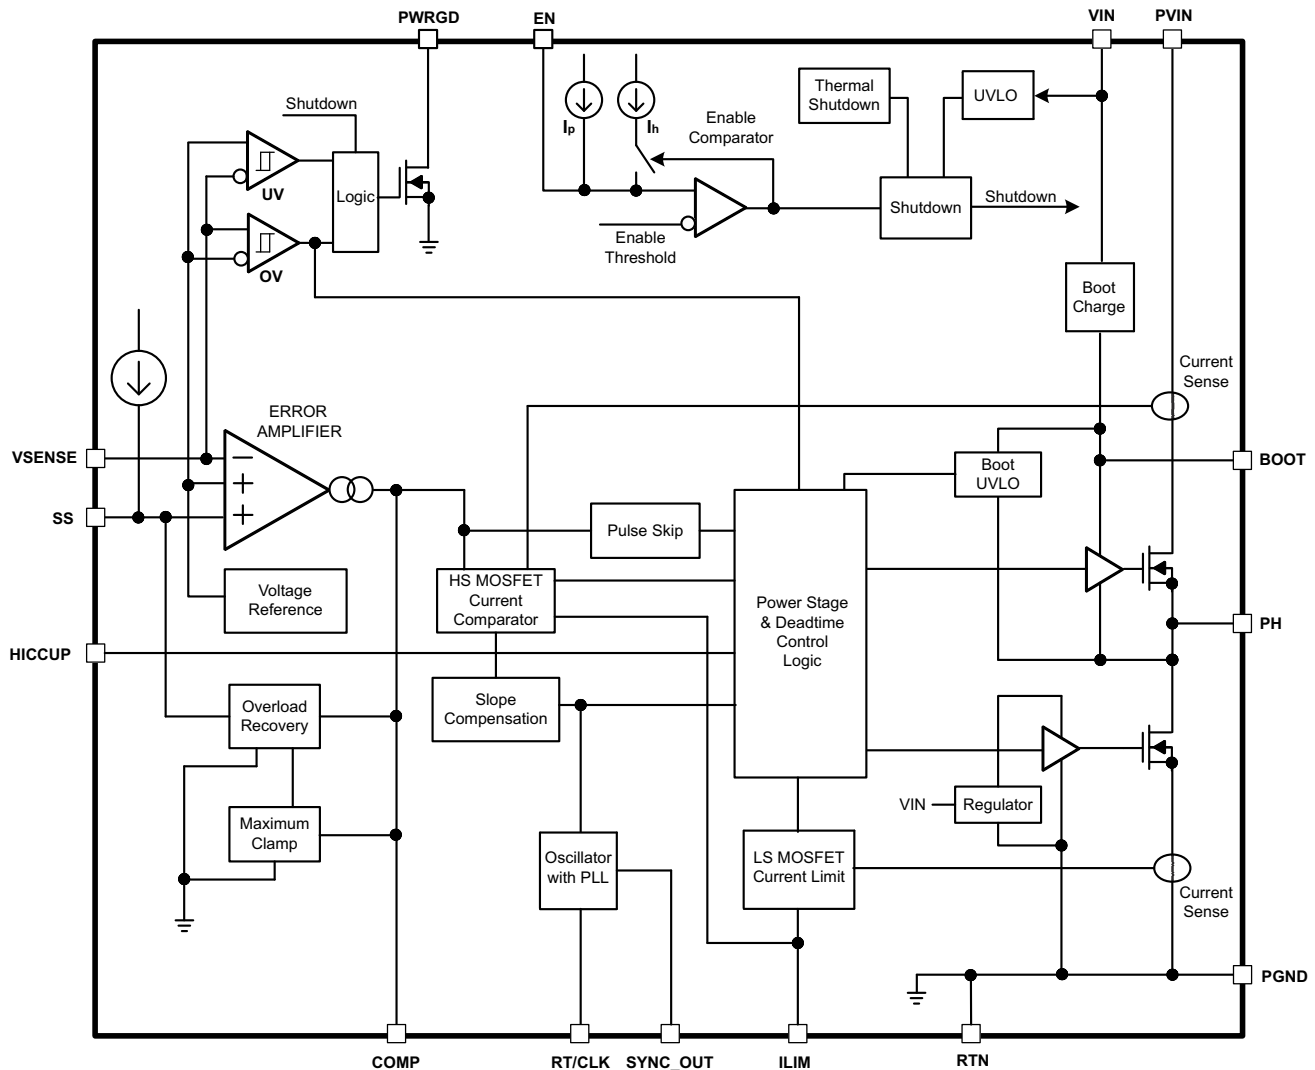 PWRGD
EN
VIN
PVIN
Shutdown
Thermal
Shutdown
UVLO
Ip
Ih
Enable
Comparator
UV
Logic
Shutdown
Shutdown
Enable
Threshold
OV
Boot
Charge
Current
Sense
ERROR
AMPLIFIER
VSENSE
BOOT
Boot
UVLO
SS
Pulse Skip
HS MOSFET
Current
Comparator
Voltage
Reference
Power Stage
& Deadtime
Control
Logic
PH
HICCUP
Slope
Compensation
Overload
Recovery
VIN
Regulator
Maximum
Clamp
Oscillator
with PLL
LS MOSFET
Current Limit
Current
Sense
PGND
COMP
RT/CLK
SYNC_OUT
ILIM
RTN